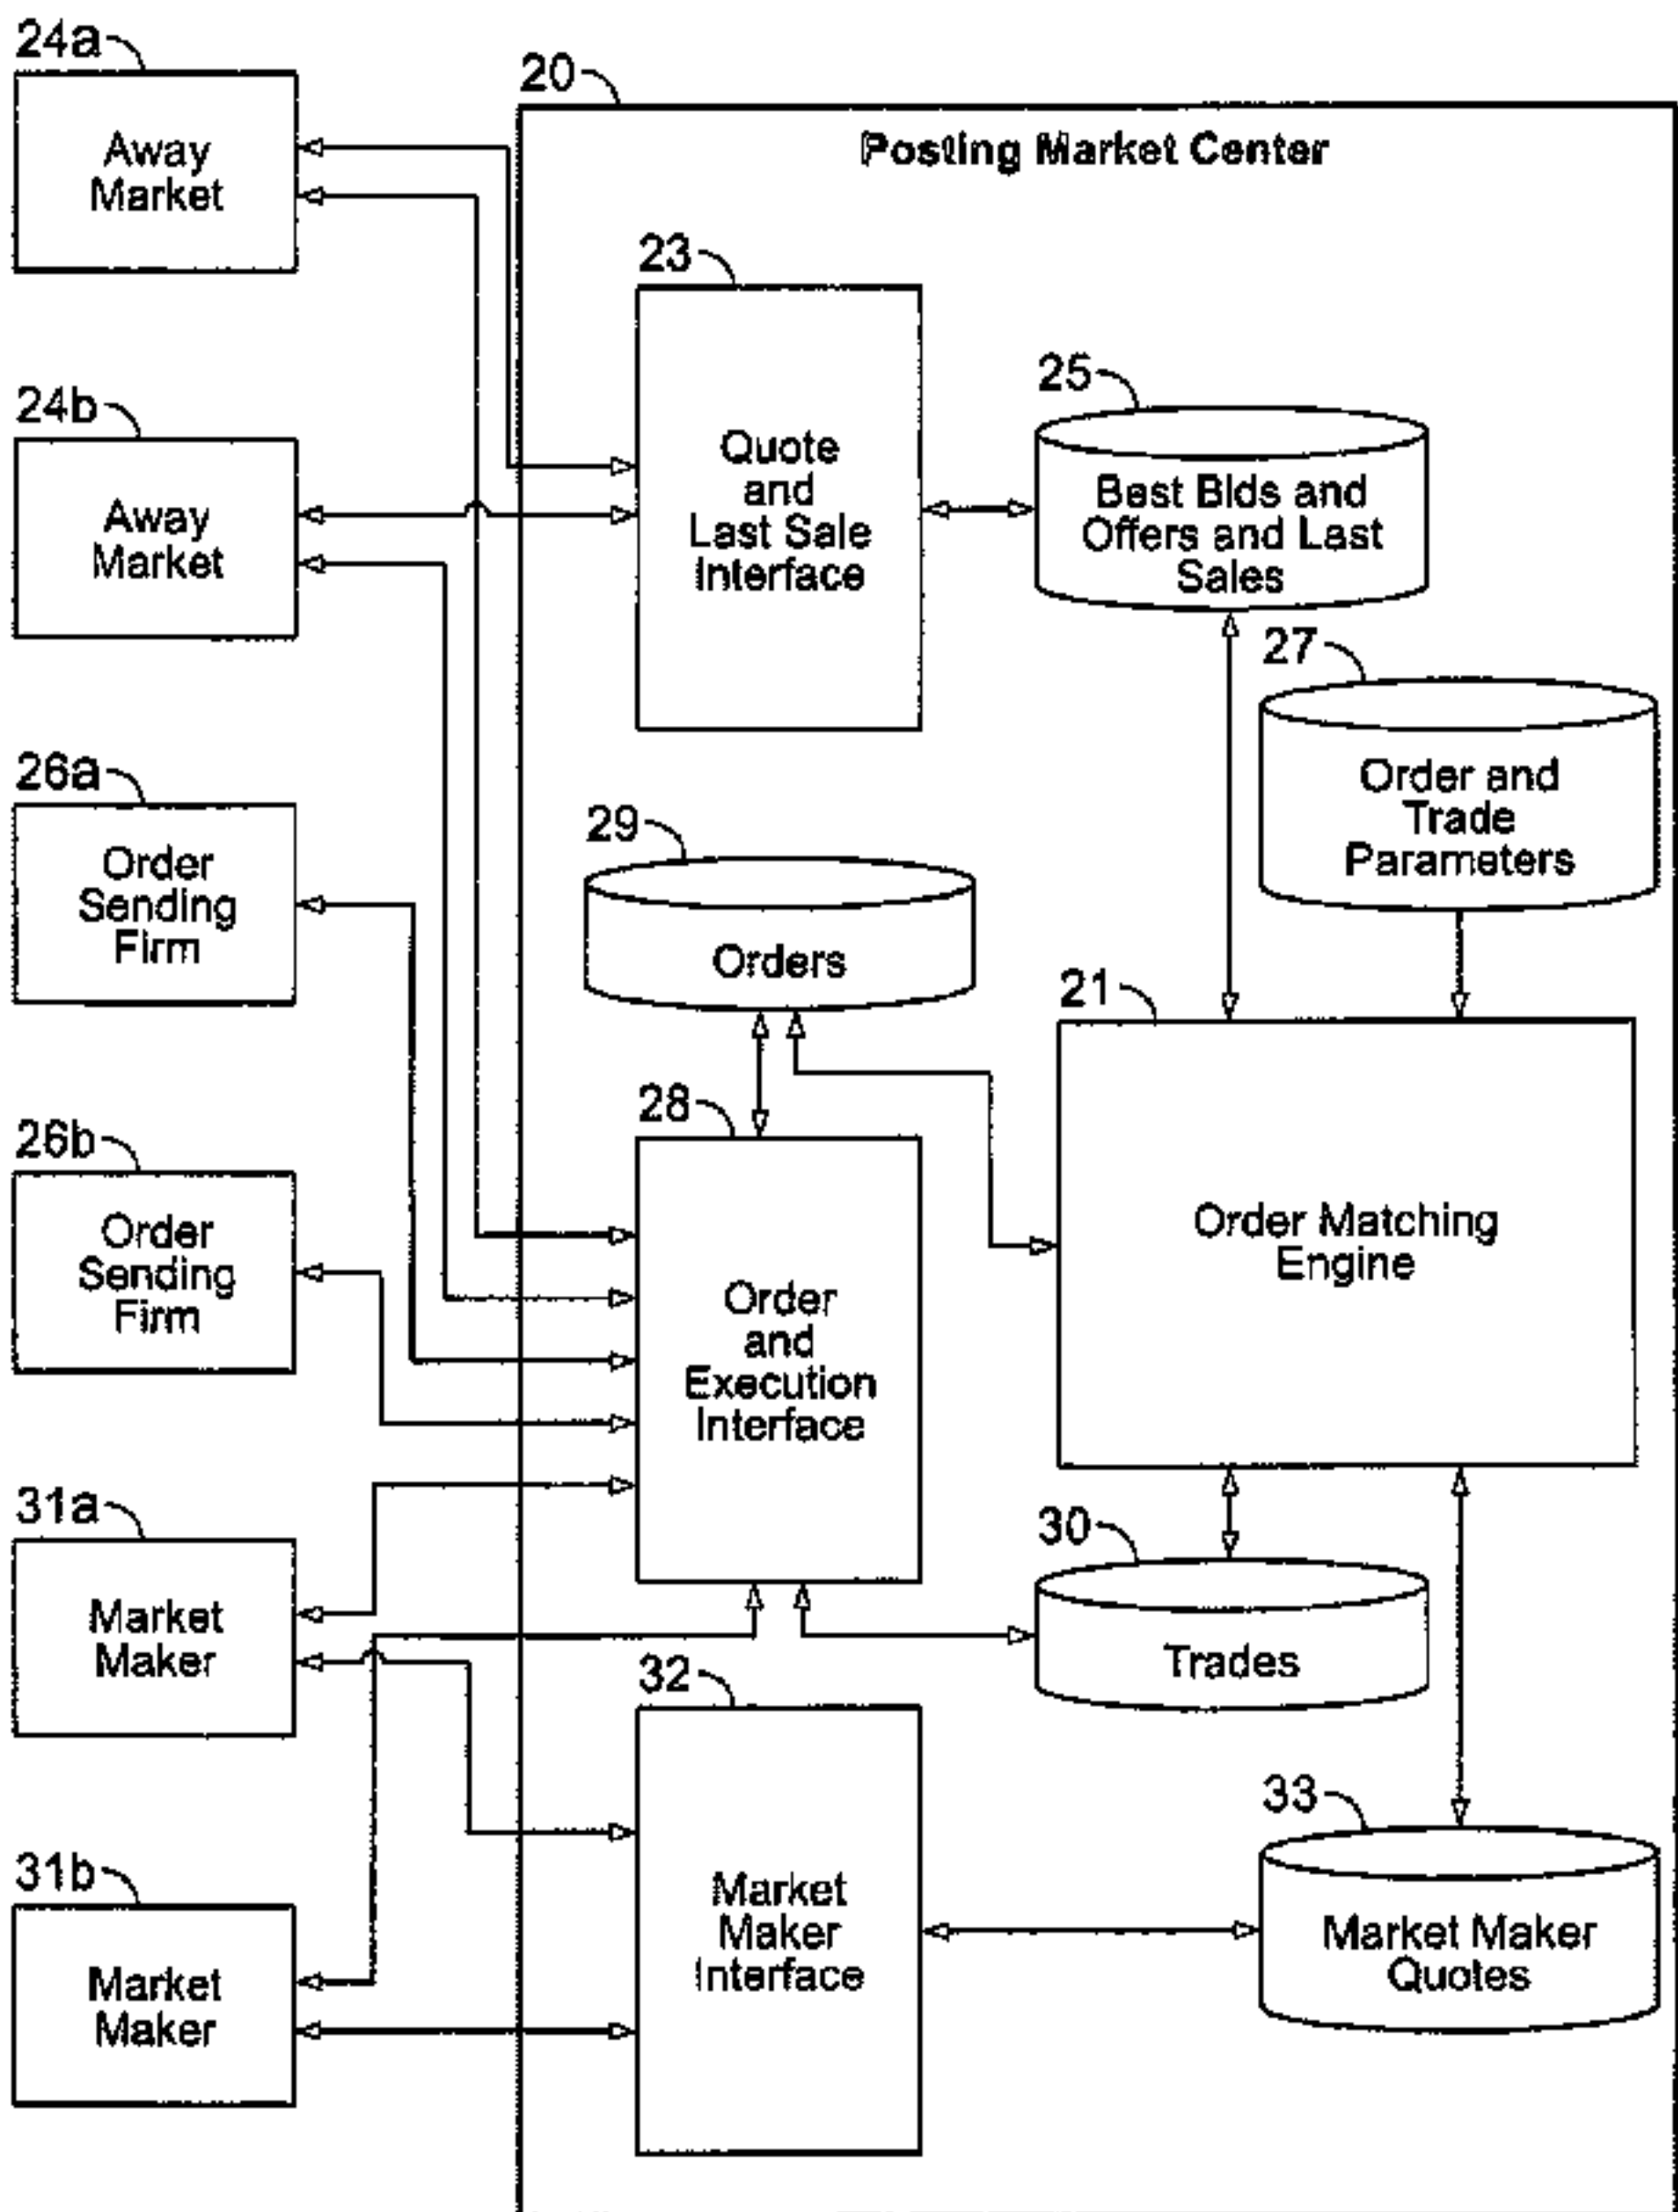 24a
Away
Market
20
Posting Market Center
23
Quote
and
Last Sale
Interface
24b
Away
Market
25
Best Bids and
Offers and Last
Sales
27
Order and
Trade
Parameters
26a
Order
Sending
Firm
29
Orders
21
Order Matching
Engine
26b
Order
Sending
Firm
28
Order
and
Execution
Interface
31a
Market
Maker
30
Trades
32
Market
Maker
Interface
33
Market Maker
Quotes
31b
Market
Maker